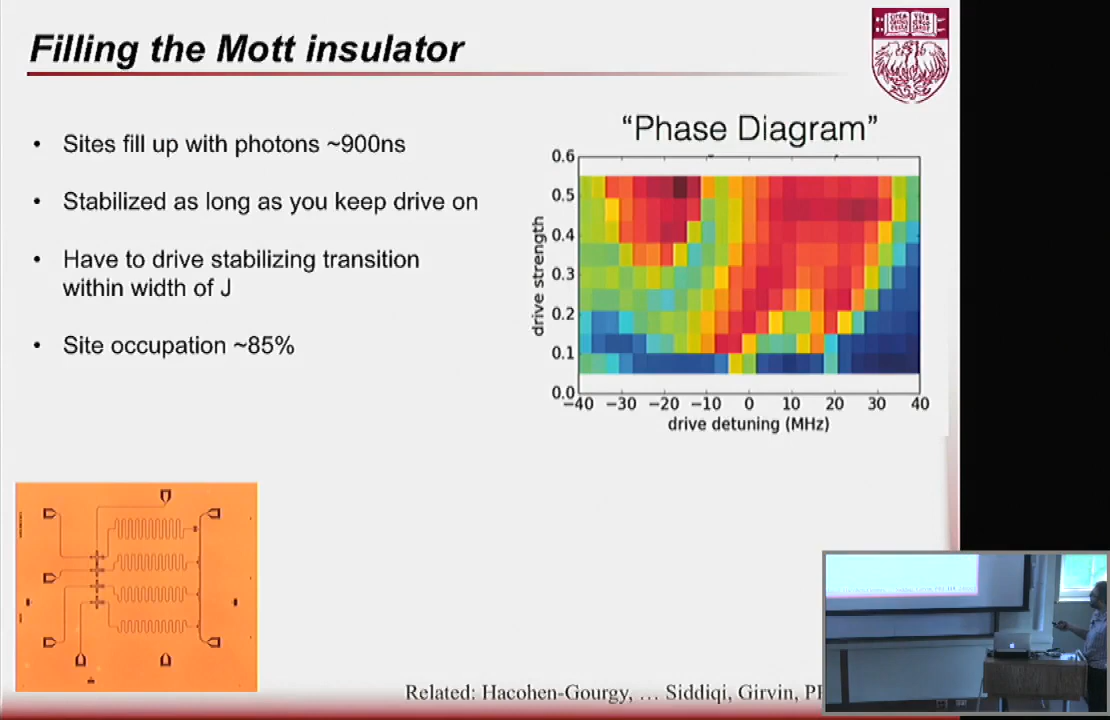 Filling the Mott insulator
• Sites fill up with photons ~900ns
• Stabilized as long as you keep drive on
• Have to drive stabilizing transition
within width of J
• Site occupation ~85%
“Phase Diagram”
0.6
0.5
0.4
0.3
0.2
0.1
0.0
drive strength
−40 −30 −20 −10 0 10 20 30 40
drive detuning (MHz)
Related: Hacohen-Gourgy, … Siddiqi, Girvin,